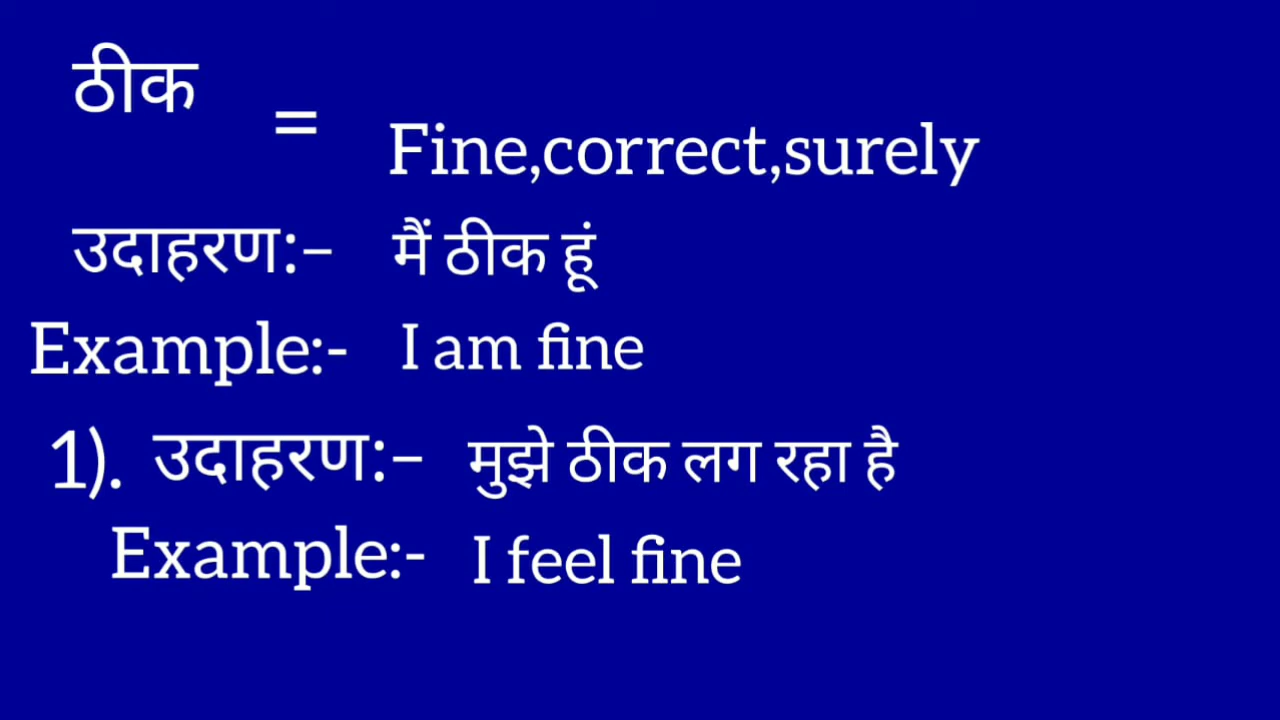 ठीक = Fine,correct,surely
उदाहरण:– मैं ठीक हूं
Example:- I am fine
1). उदाहरण:– मुझे ठीक लग रहा है
Example:- I feel fine